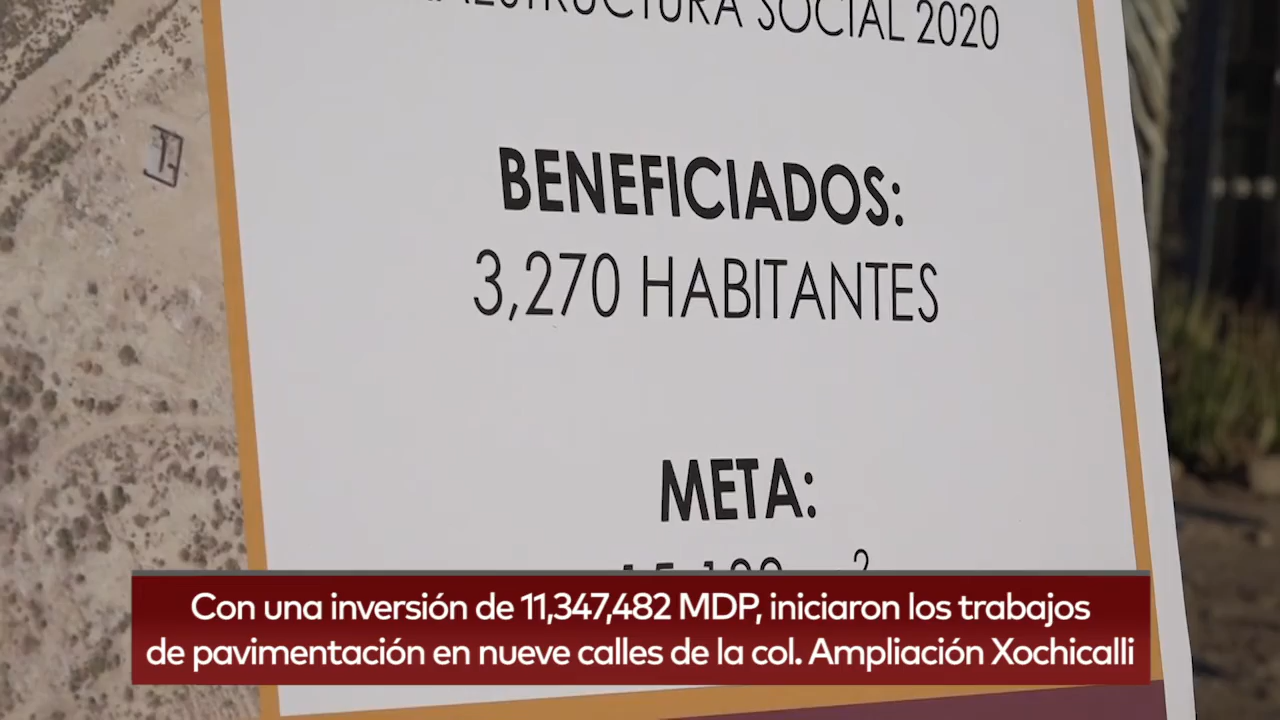 SOCIAL 2020
BENEFICIADOS:
3,270 HABITANTES
META:
Con una inversión de 11,347,482 MDP, iniciaron los trabajos
de pavimentación en nueve calles de la col. Ampliación Xochicalli